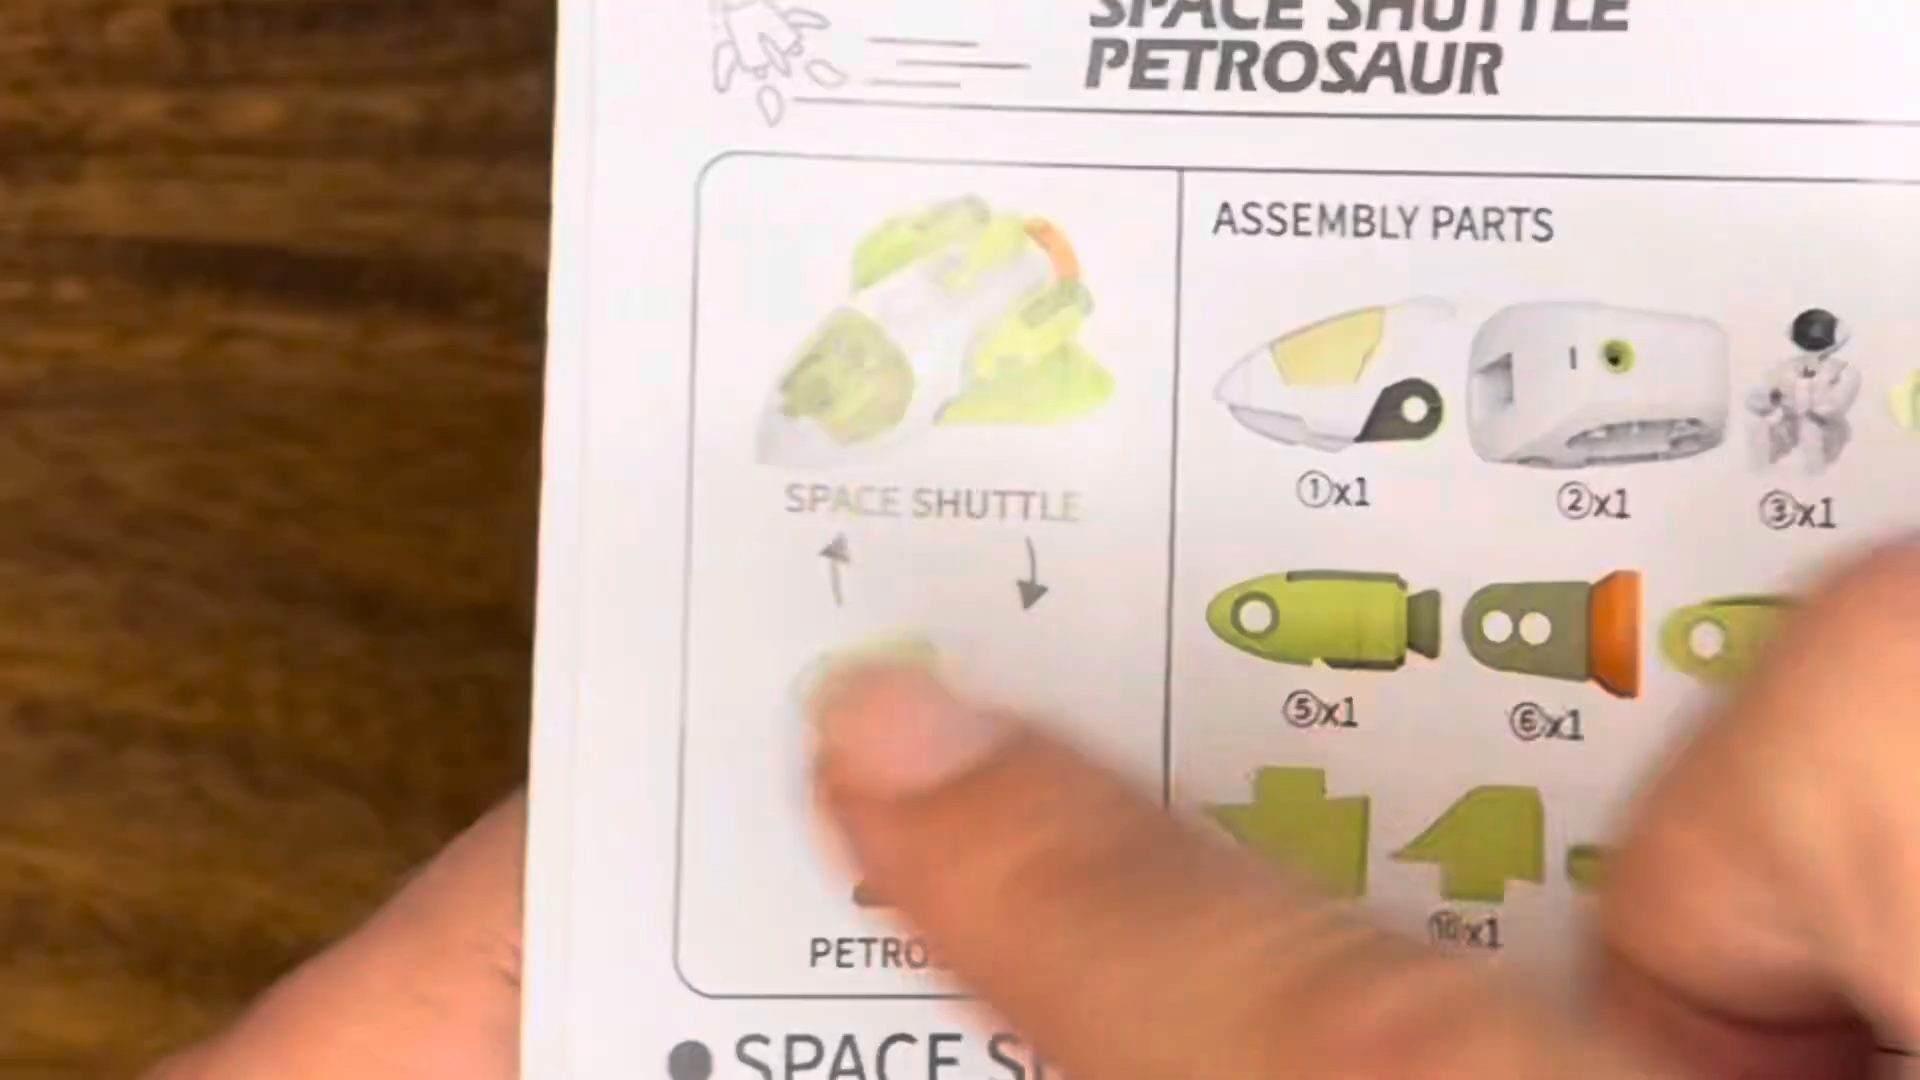 SPACE SHUTTLE
PETROSAUR
ASSEMBLY PARTS
①x1
②x1
③x1
SPACE SHUTTLE
⑤x1
⑥x1
⑩x1